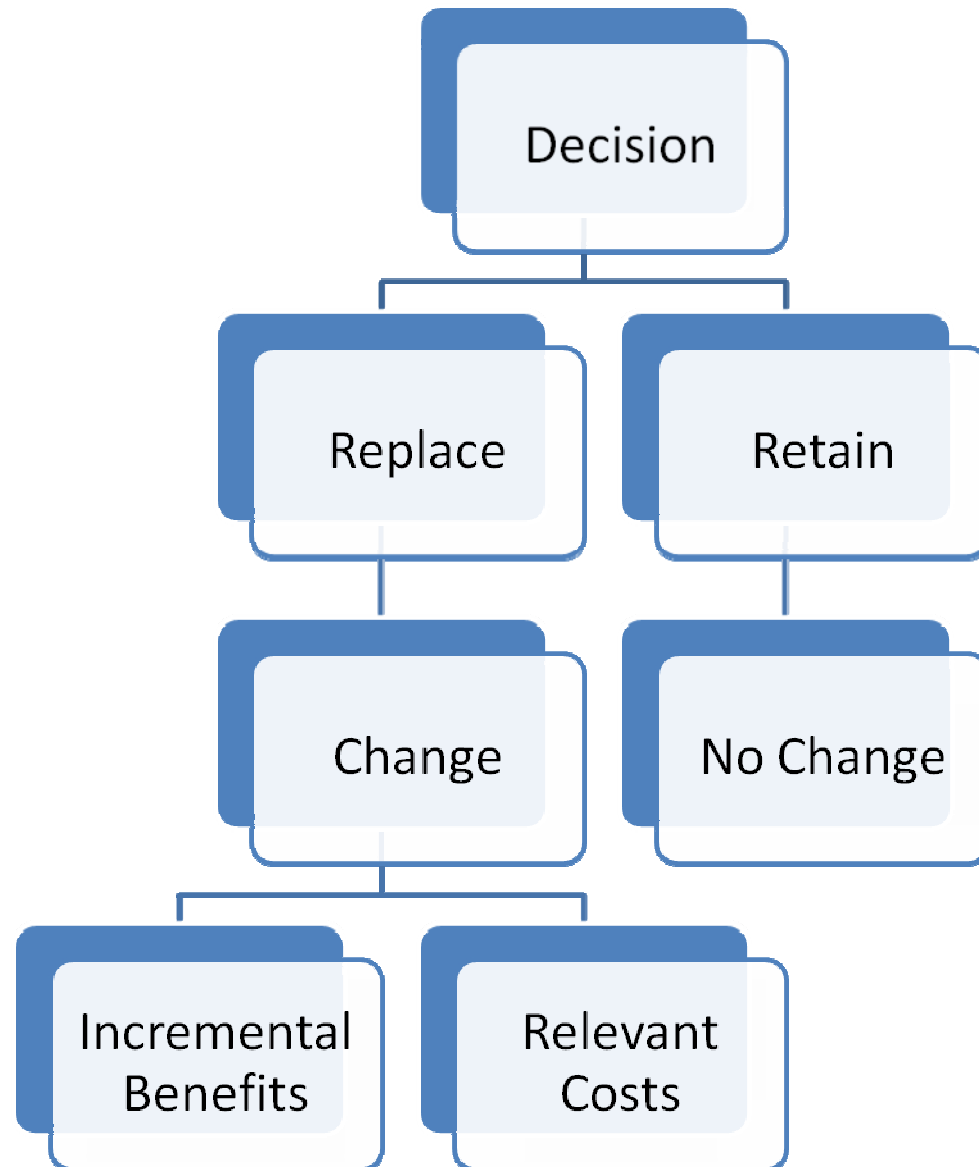 Decision
Replace
Retain
Change
No Change
Incremental
Benefits
Relevant
Costs